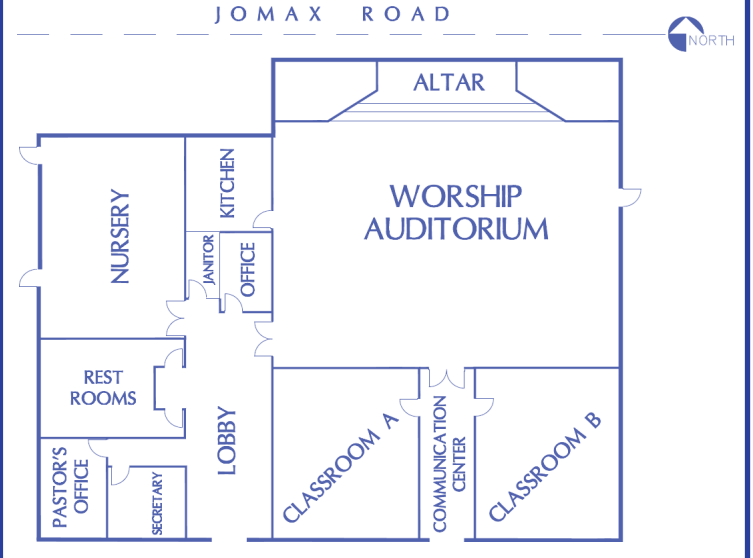 JOMAX ROAD
NORTH
ALTAR
WORSHIP
AUDITORIUM
KITCHEN
NURSERY
JANITOR
OFFICE
REST
ROOMS
LOBBY
CLASSROOM A
COMMUNICATION
CENTER
CLASSROOM B
PASTOR'S
OFFICE
SECRETARY